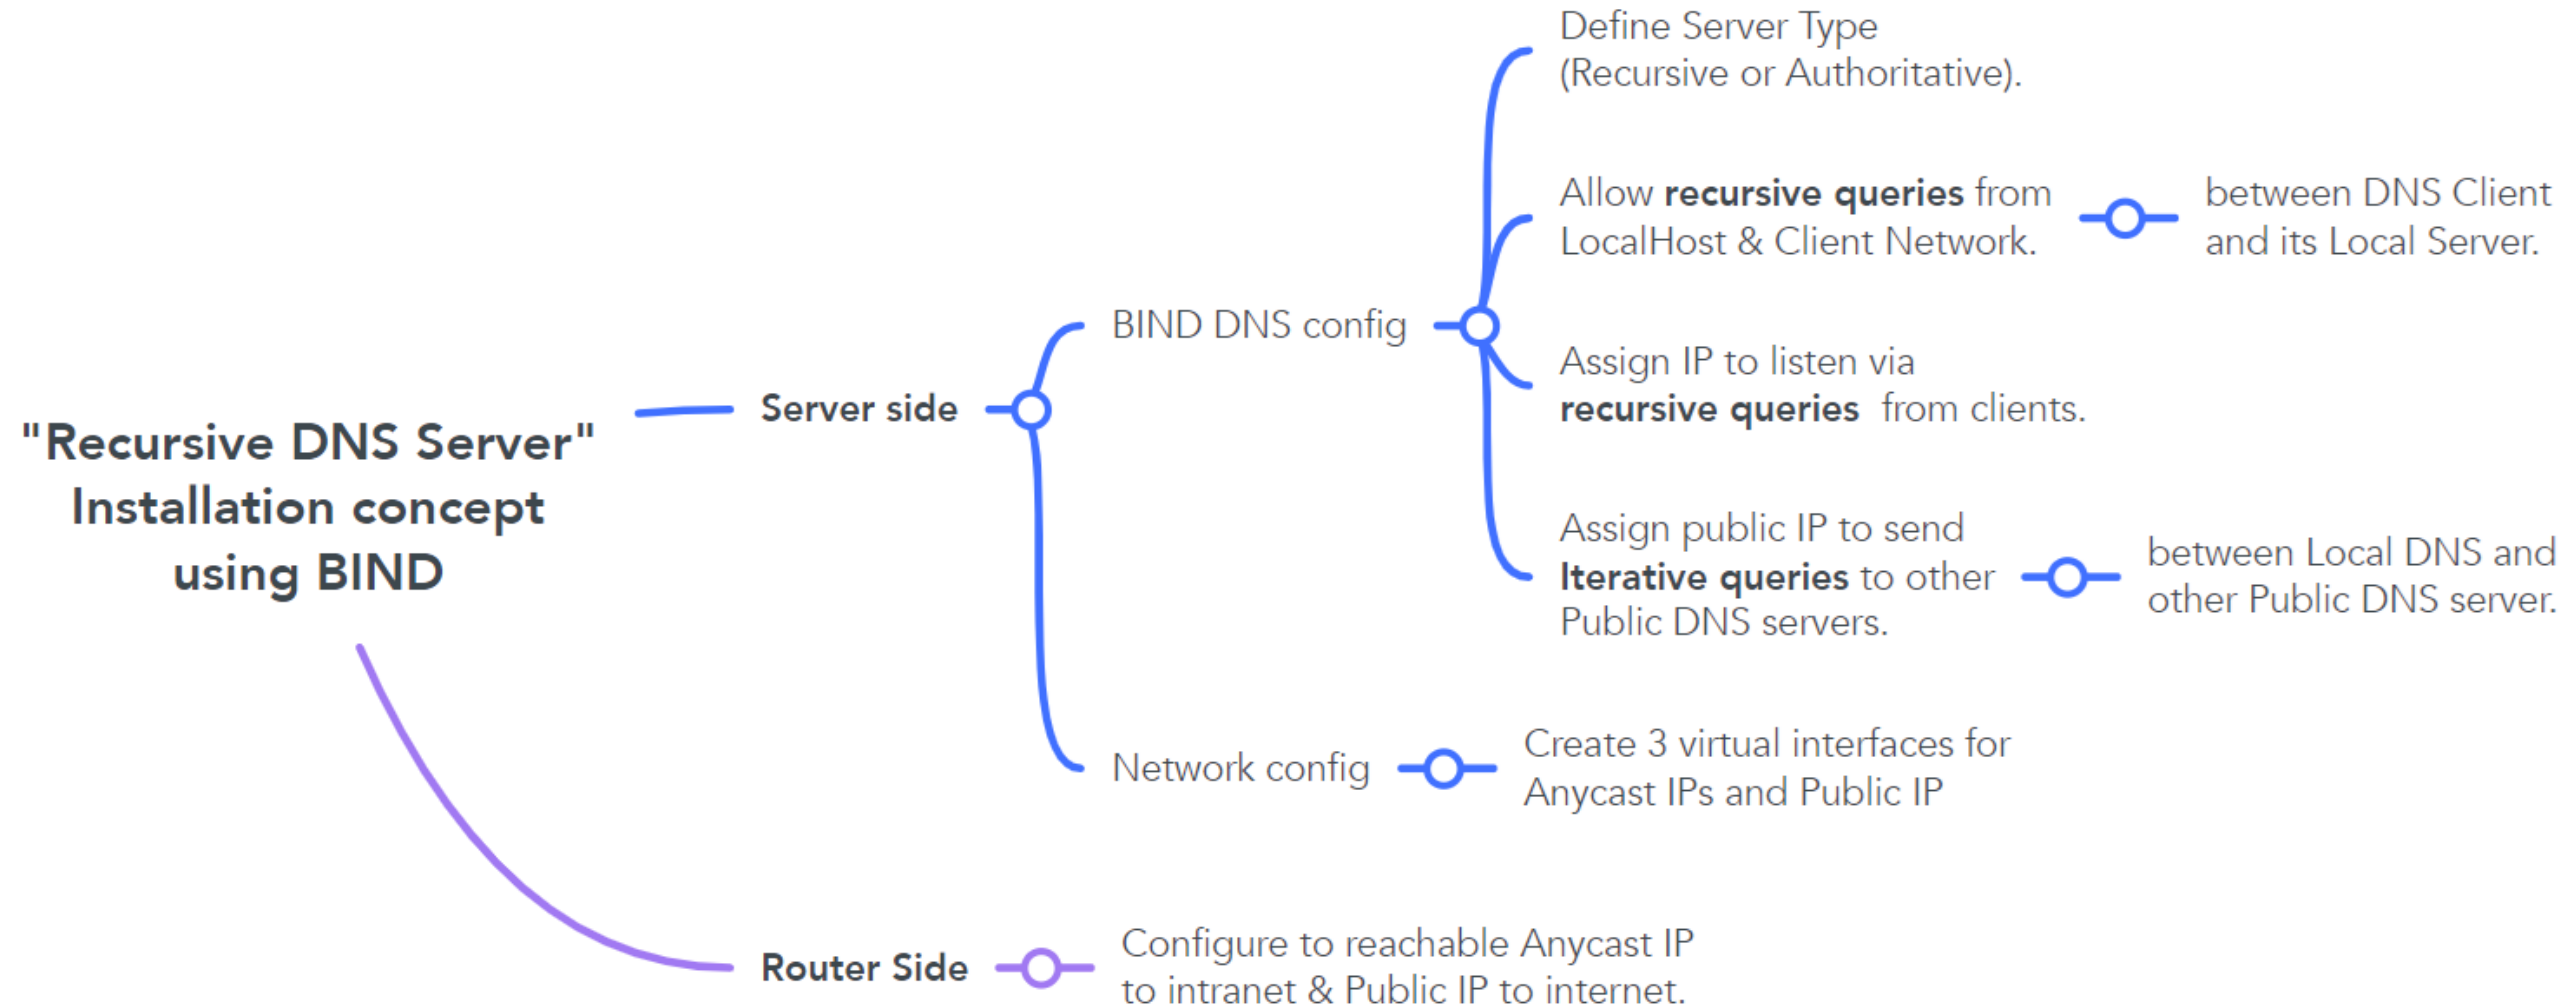 "Recursive DNS Server"
Installation concept
using BIND
Server side
BIND DNS config
Define Server Type
(Recursive or Authoritative).
Allow recursive queries from
LocalHost & Client Network.
between DNS Client
and its Local Server.
Assign IP to listen via
recursive queries from clients.
Assign public IP to send
Iterative queries to other
Public DNS servers.
between Local DNS and
other Public DNS server.
Network config
Create 3 virtual interfaces for
Anycast IPs and Public IP
Router Side
Configure to reachable Anycast IP
to intranet & Public IP to internet.